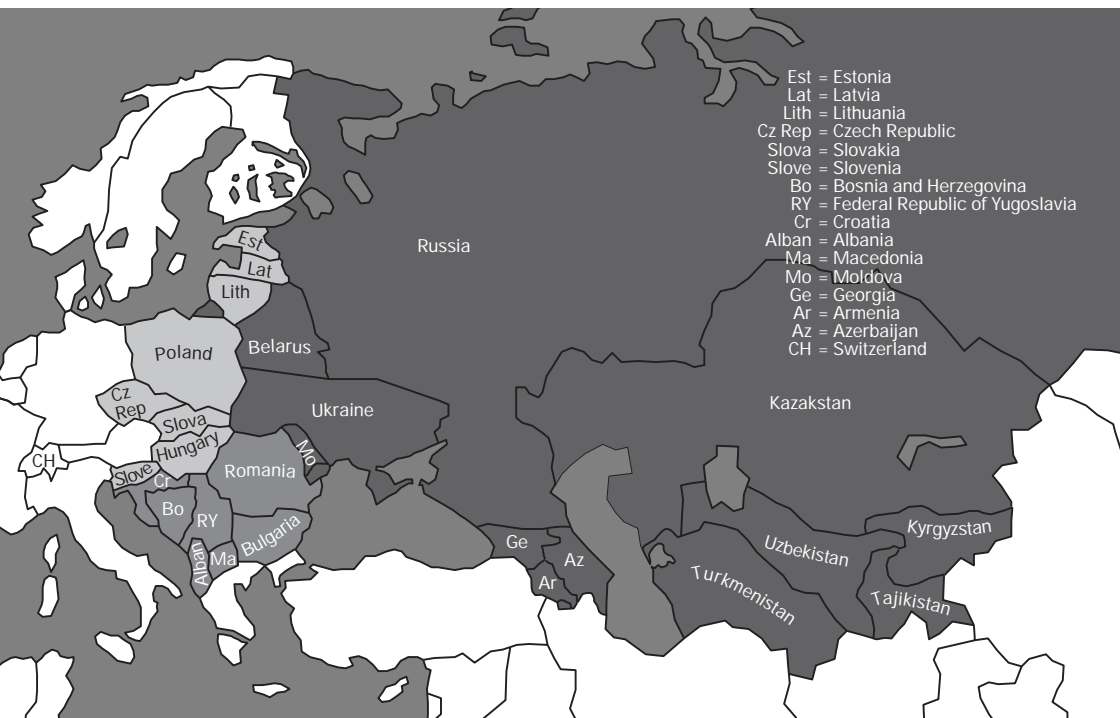 Est = Estonia
Lat = Latvia
Lith = Lithuania
Cz Rep = Czech Republic
Slova = Slovakia
Slove = Slovenia
Bo = Bosnia and Herzegovina
RY = Federal Republic of Yugoslavia
Cr = Croatia
Alban = Albania
Ma = Macedonia
Mo = Moldova
Ge = Georgia
Ar = Armenia
Az = Azerbaijan
CH = Switzerland
Russia
Est
Lat
Lith
Belarus
Poland
Cz
Rep
Slova
Ukraine
Kazakstan
CH
Hungary
Slove
Cr
Romania
Mo
Bo
RY
Bulgaria
Alban
Ma
Ge
Az
Ar
Kyrgyzstan
Uzbekistan
Turkmenistan
Tajikistan